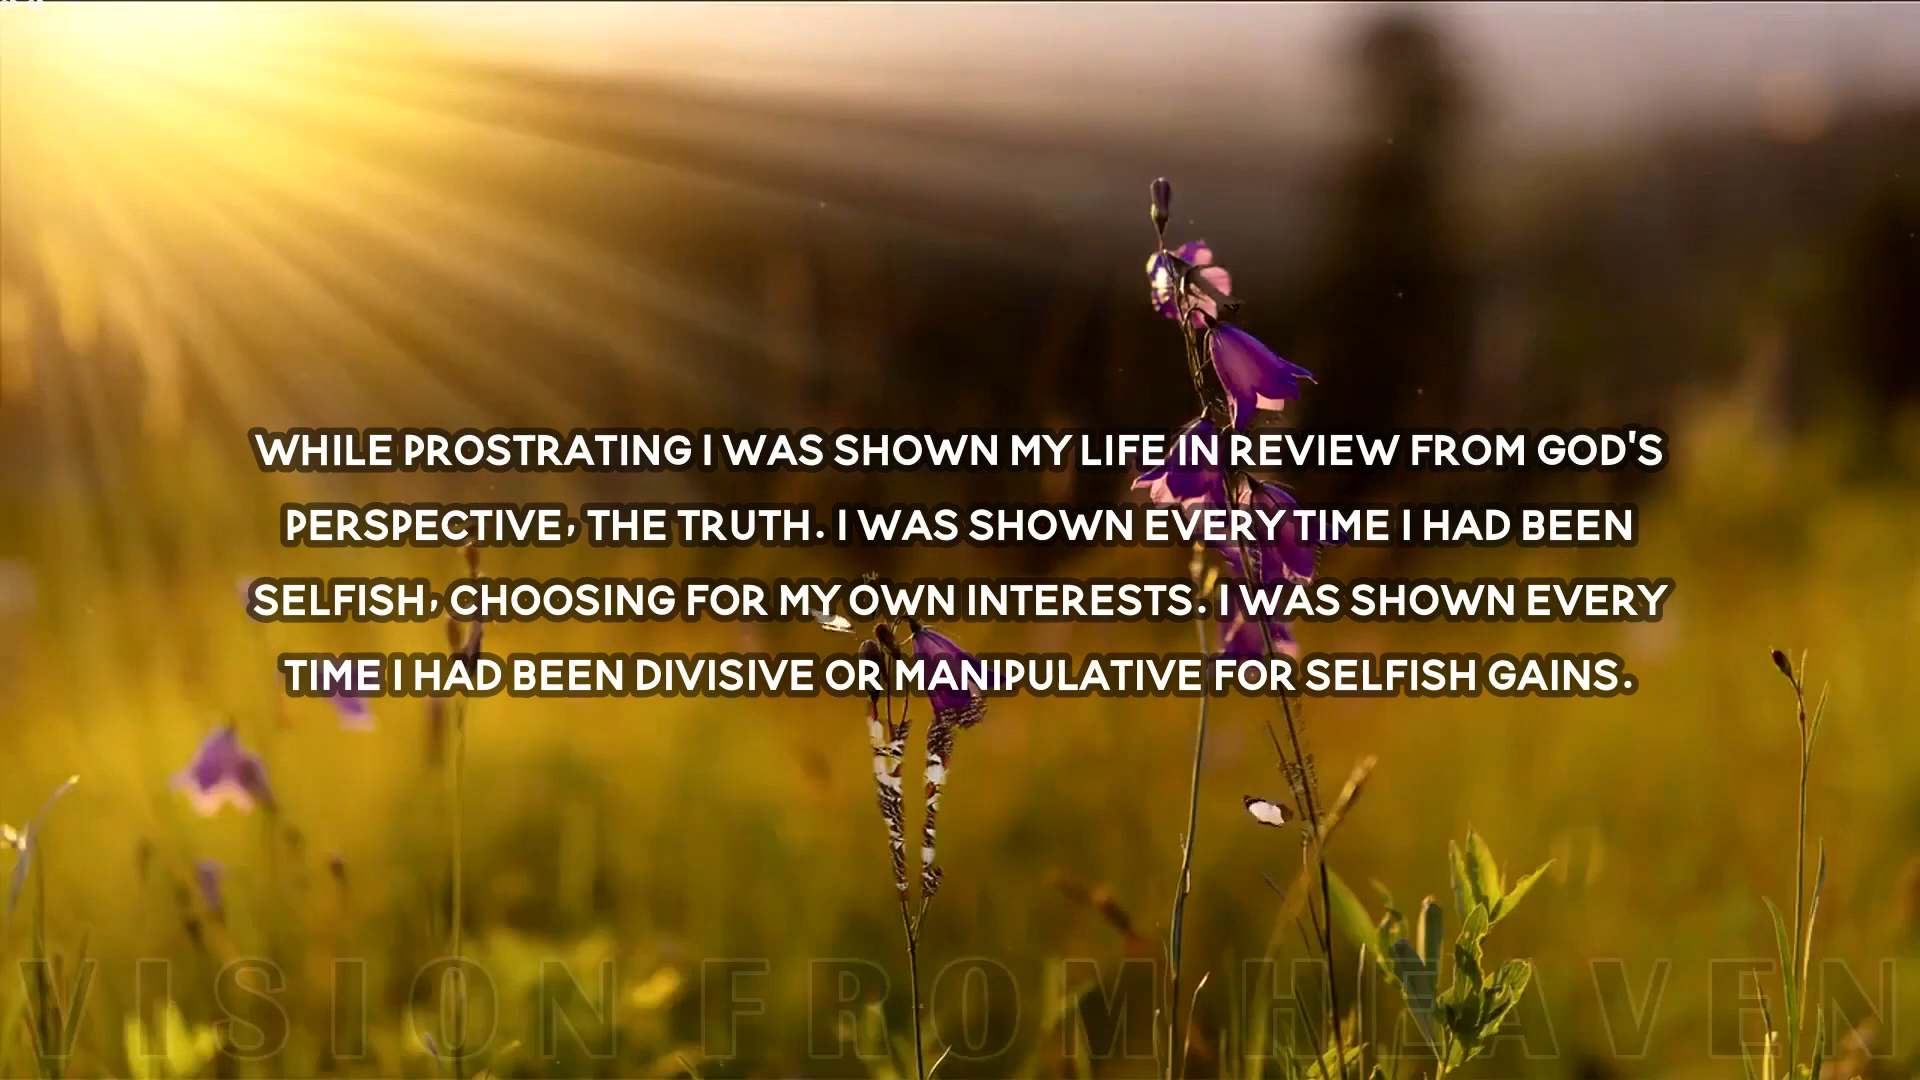 WHILE PROSTRATING I WAS SHOWN MY LIFE IN REVIEW FROM GOD'S
PERSPECTIVE, THE TRUTH. I WAS SHOWN EVERY TIME I HAD BEEN
SELFISH, CHOOSING FOR MY OWN INTERESTS. I WAS SHOWN EVERY
TIME I HAD BEEN DIVISIVE OR MANIPULATIVE FOR SELFISH GAINS.
VISION FROM HEAVEN